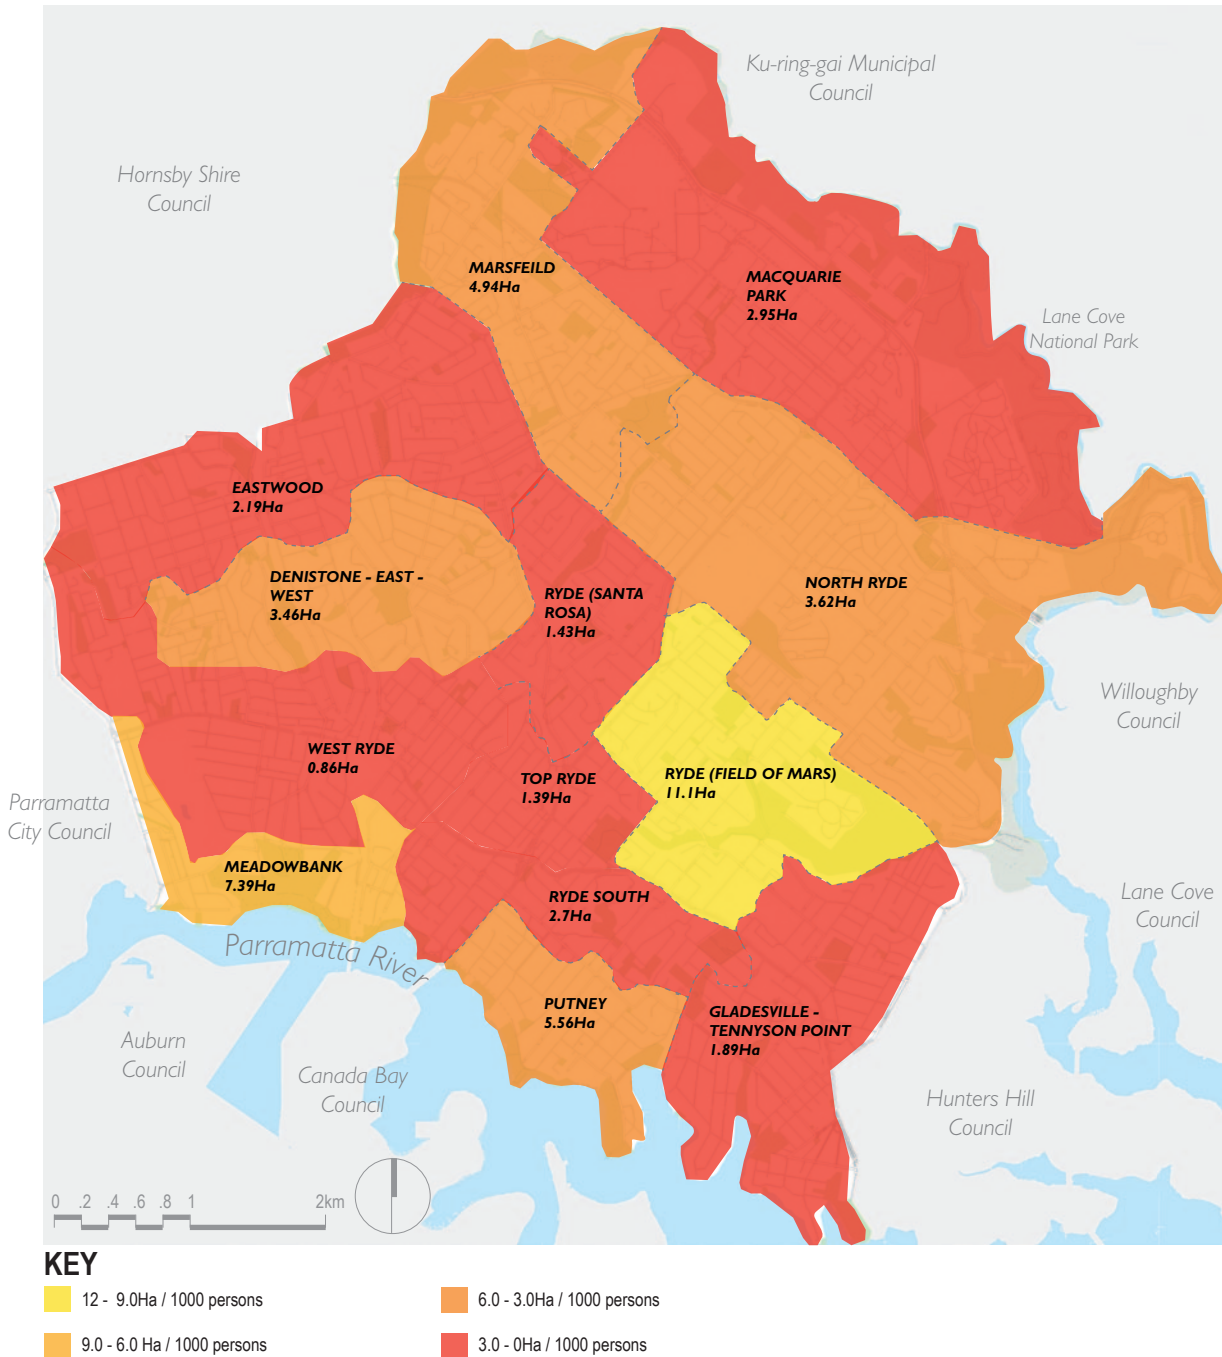 Ku-ring-gai Municipal
Council
Hornsby Shire
Council
MARSFEILD
4.94Ha
MACQUARIE
PARK
2.95Ha
Lane Cove
National Park
EASTWOOD
2.19Ha
DENISTONE - EAST -
WEST
3.46Ha
RYDE (SANTA
ROSA)
1.43Ha
NORTH RYDE
3.62Ha
Willoughby
Council
WEST RYDE
0.86Ha
TOP RYDE
1.39Ha
RYDE (FIELD OF MARS)
11.1Ha
Parramatta
City Council
MEADOWBANK
7.39Ha
RYDE SOUTH
2.7Ha
Lane Cove
Council
Parramatta River
PUTNEY
5.56Ha
GLADESVILLE -
TENNYSON POINT
1.89Ha
Auburn
Council
Canada Bay
Council
Hunters Hill
Council
0 .2 .4 .6 .8 1 2km
KEY
12 - 9.0Ha / 1000 persons
6.0 - 3.0Ha / 1000 persons
9.0 - 6.0 Ha / 1000 persons
3.0 - 0Ha / 1000 persons